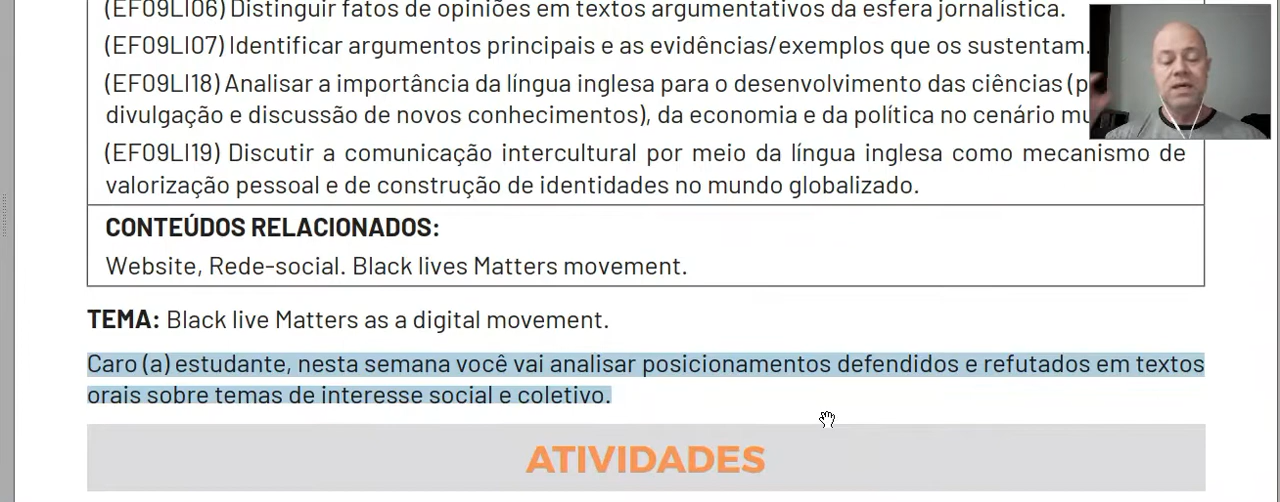 (EF09LI06) Distinguir fatos de opiniões em textos argumentativos da esfera jornalística.
(EF09LI07) Identificar argumentos principais e as evidências/exemplos que os sustentam.
(EF09LI18) Analisar a importância da língua inglesa para o desenvolvimento das ciências
divulgação e discussão de novos conhecimentos), da economia e da política no cenário
(EF09LI19) Discutir a comunicação intercultural por meio da língua inglesa como mecanismo de
valorização pessoal e de construção de identidades no mundo globalizado.
CONTEÚDOS RELACIONADOS:
Website, Rede-social. Black lives Matters movement.
TEMA: Black live Matters as a digital movement.
Caro (a) estudante, nesta semana você vai analisar posicionamentos defendidos e refutados em textos
orais sobre temas de interesse social e coletivo.
ATIVIDADES